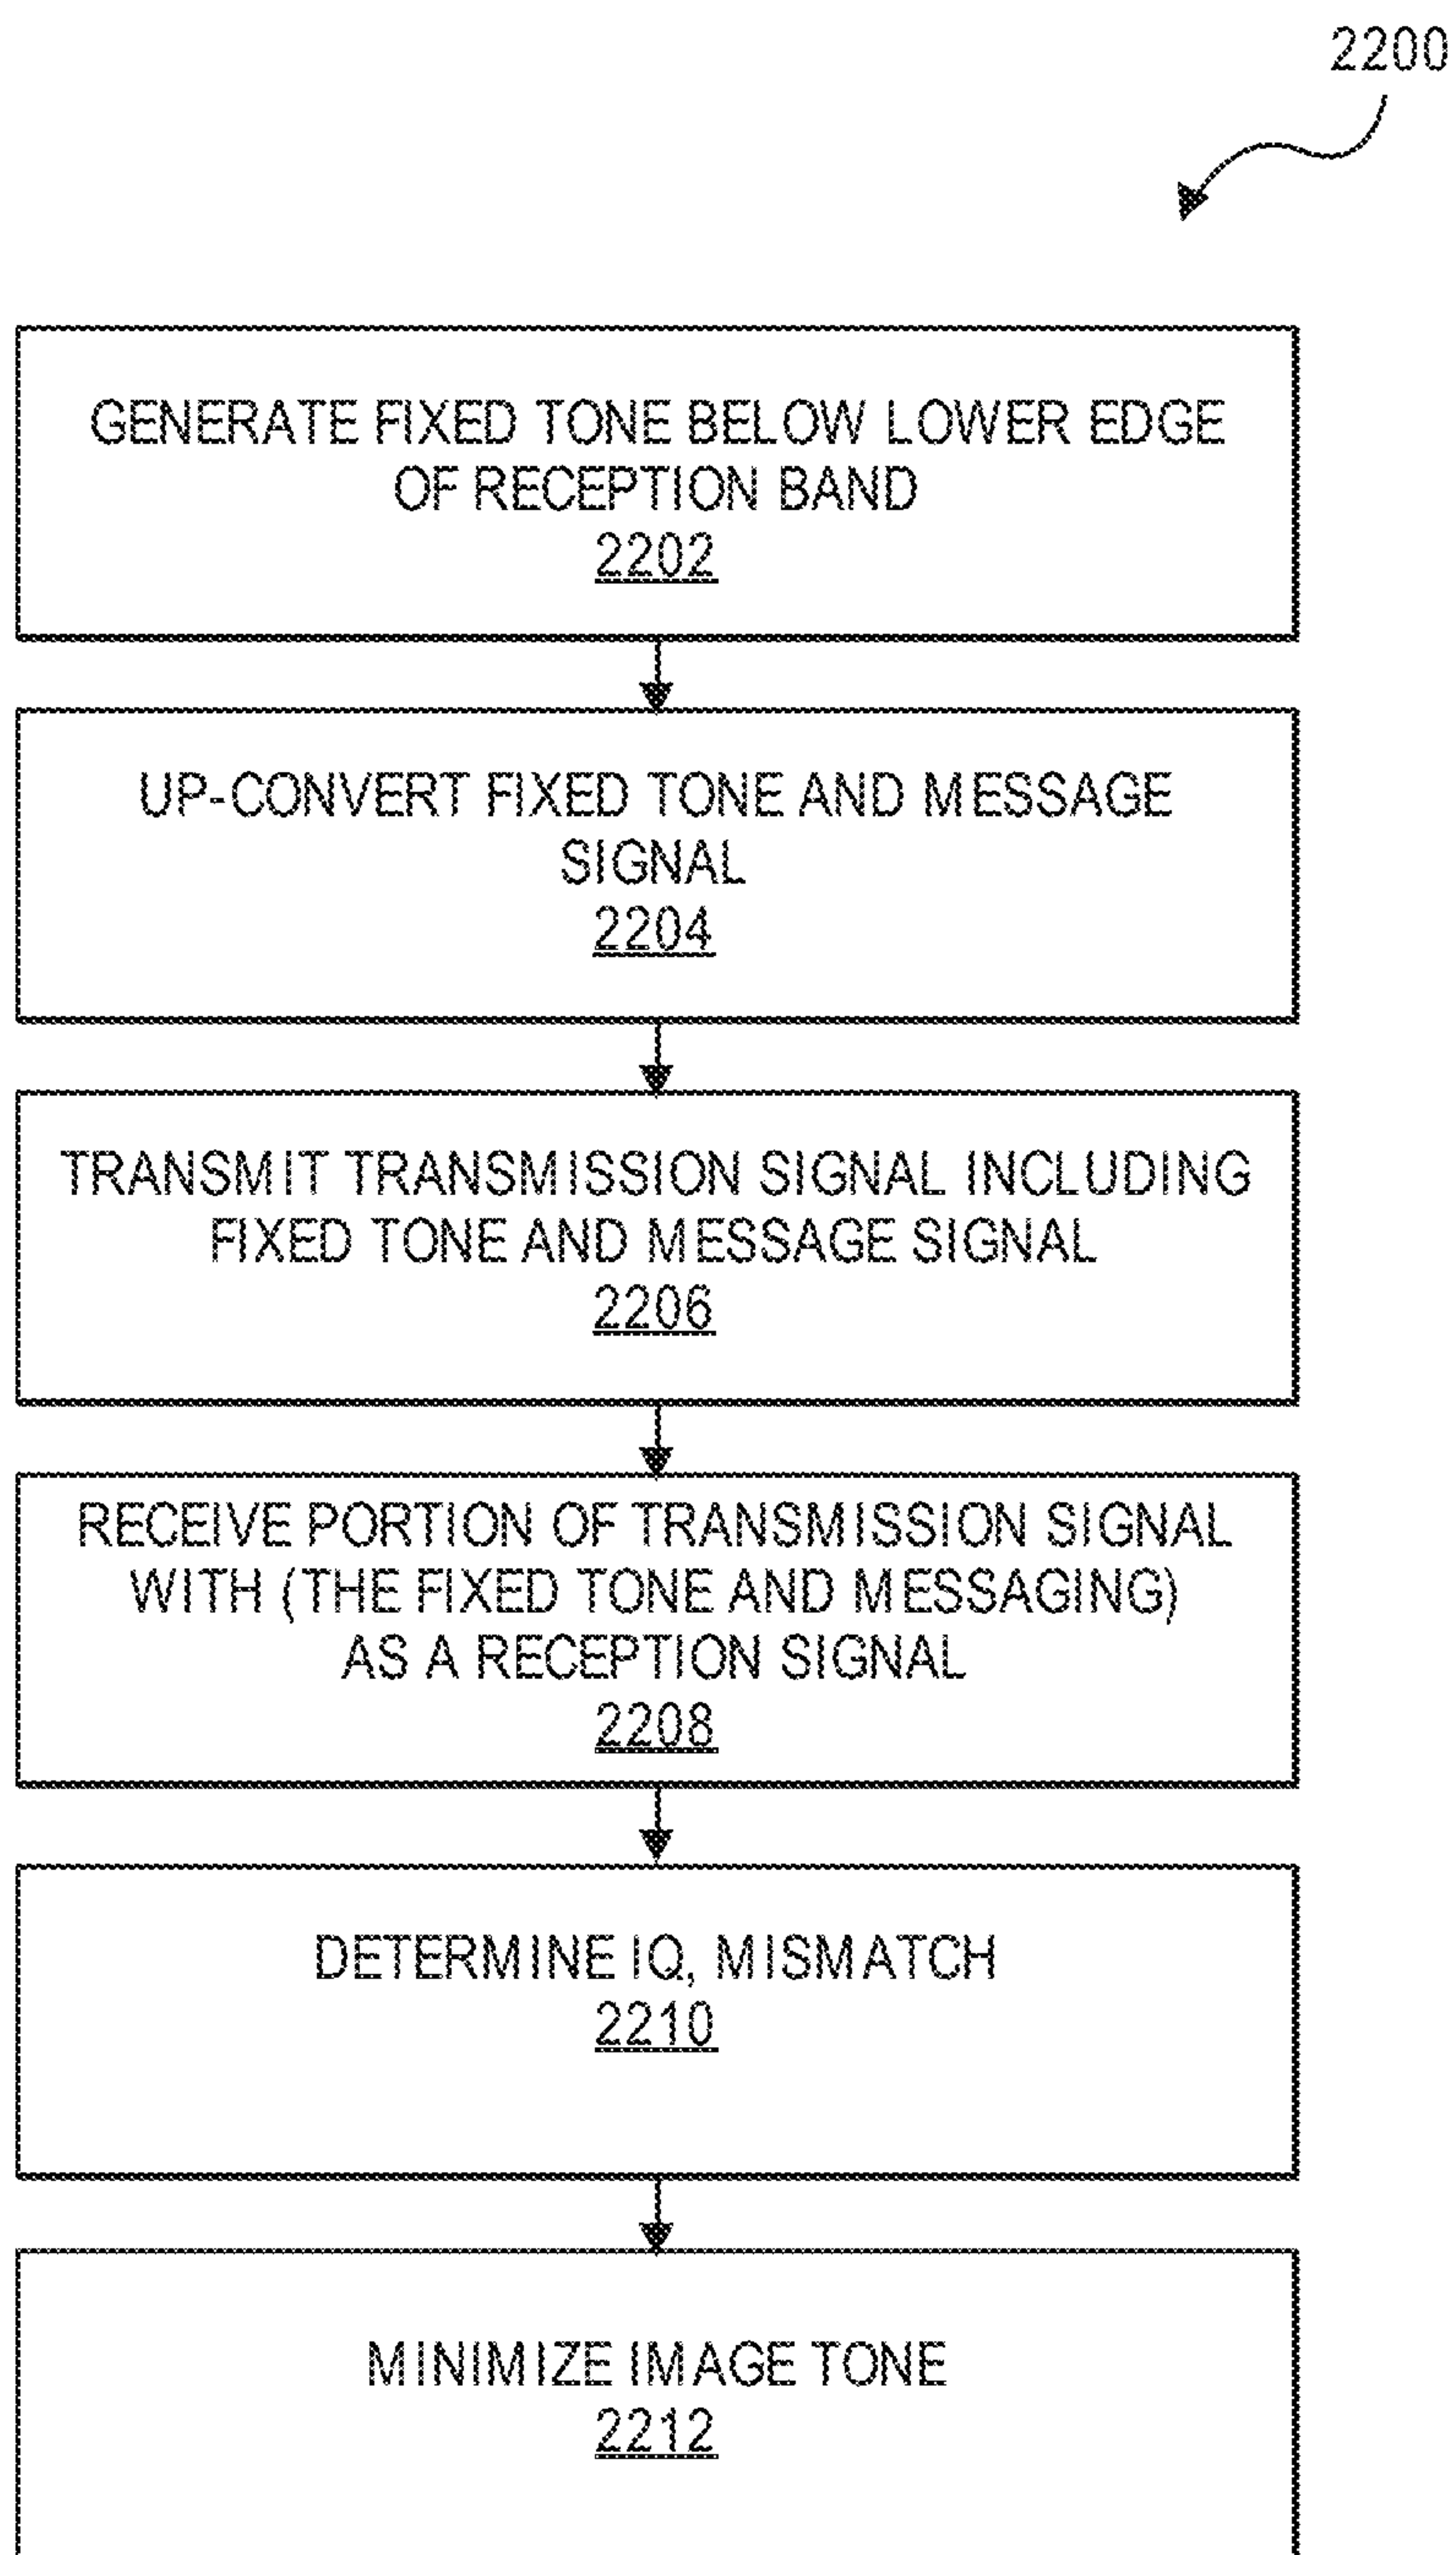 2200
GENERATE FIXED TONE BELOW LOWER EDGE
OF RECEPTION BAND
2202
UP-CONVERT FIXED TONE AND MESSAGE
SIGNAL
2204
TRANSMIT TRANSMISSION SIGNAL INCLUDING
FIXED TONE AND MESSAGE SIGNAL
2206
RECEIVE PORTION OF TRANSMISSION SIGNAL
WITH (THE FIXED TONE AND MESSAGING)
AS A RECEPTION SIGNAL
2208
DETERMINE IQ, MISMATCH
2210
MINIMIZE IMAGE TONE
2212